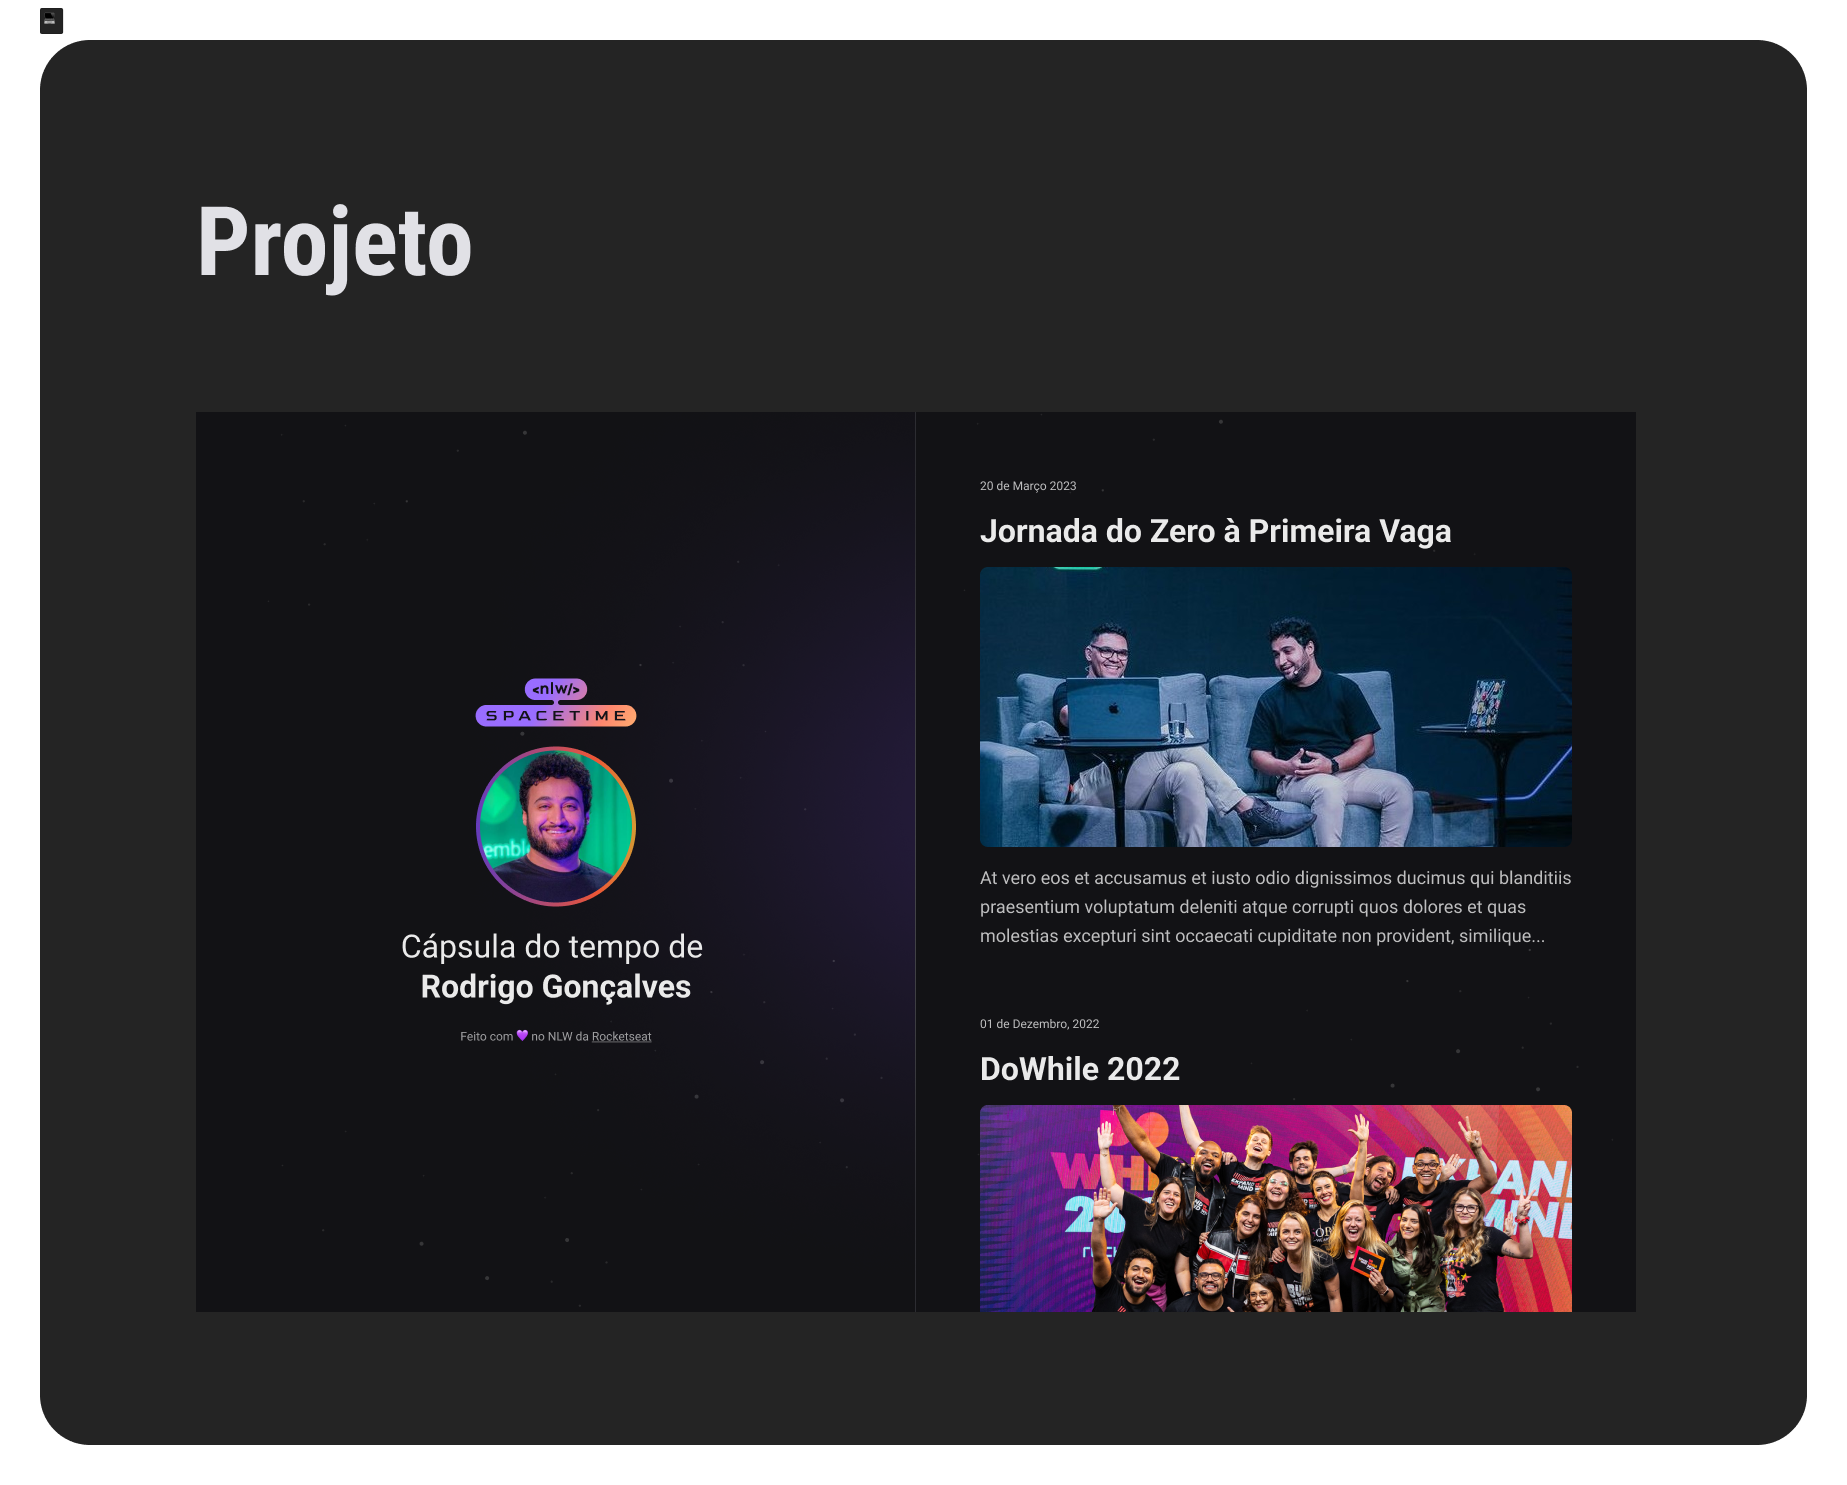 Projeto
<nlw/>
SPACETIME
embl
Cápsula do tempo de
Rodrigo Gonçalves
Feito com 💜 no NLW da Rocketseat
20 de Março 2023
Jornada do Zero à Primeira Vaga
At vero eos et accusamus et iusto odio dignissimos ducimus qui blanditiis
praesentium voluptatum deleniti atque corrupti quos dolores et quas
molestias excepturi sint occaecati cupiditate non provident, similique...
01 de Dezembro, 2022
DoWhile 2022